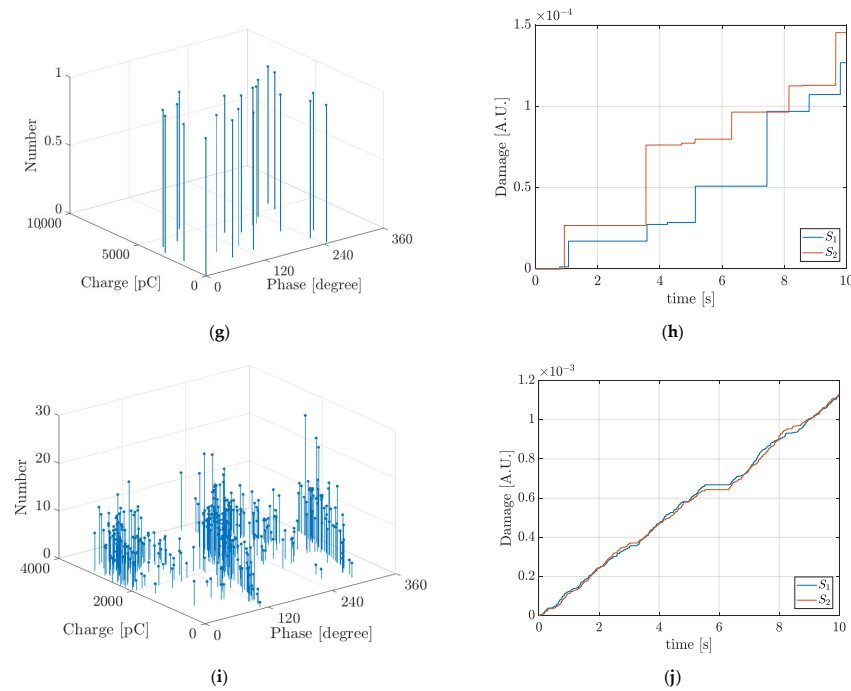 1
0.5
0
Number
10000
5000
0
Charge [pC]
0
120
240
360
Phase [degree]
(g)
×10⁻⁴
1.5
1
0.5
0
Damage [A.U.]
0
2
4
6
8
10
time [s]
S₁
S₂
(h)
30
20
10
0
Number
4000
2000
0
Charge [pC]
0
120
240
360
Phase [degree]
(i)
×10⁻³
1.2
1
0.8
0.6
0.4
0.2
0
Damage [A.U.]
0
2
4
6
8
10
time [s]
S₁
S₂
(j)